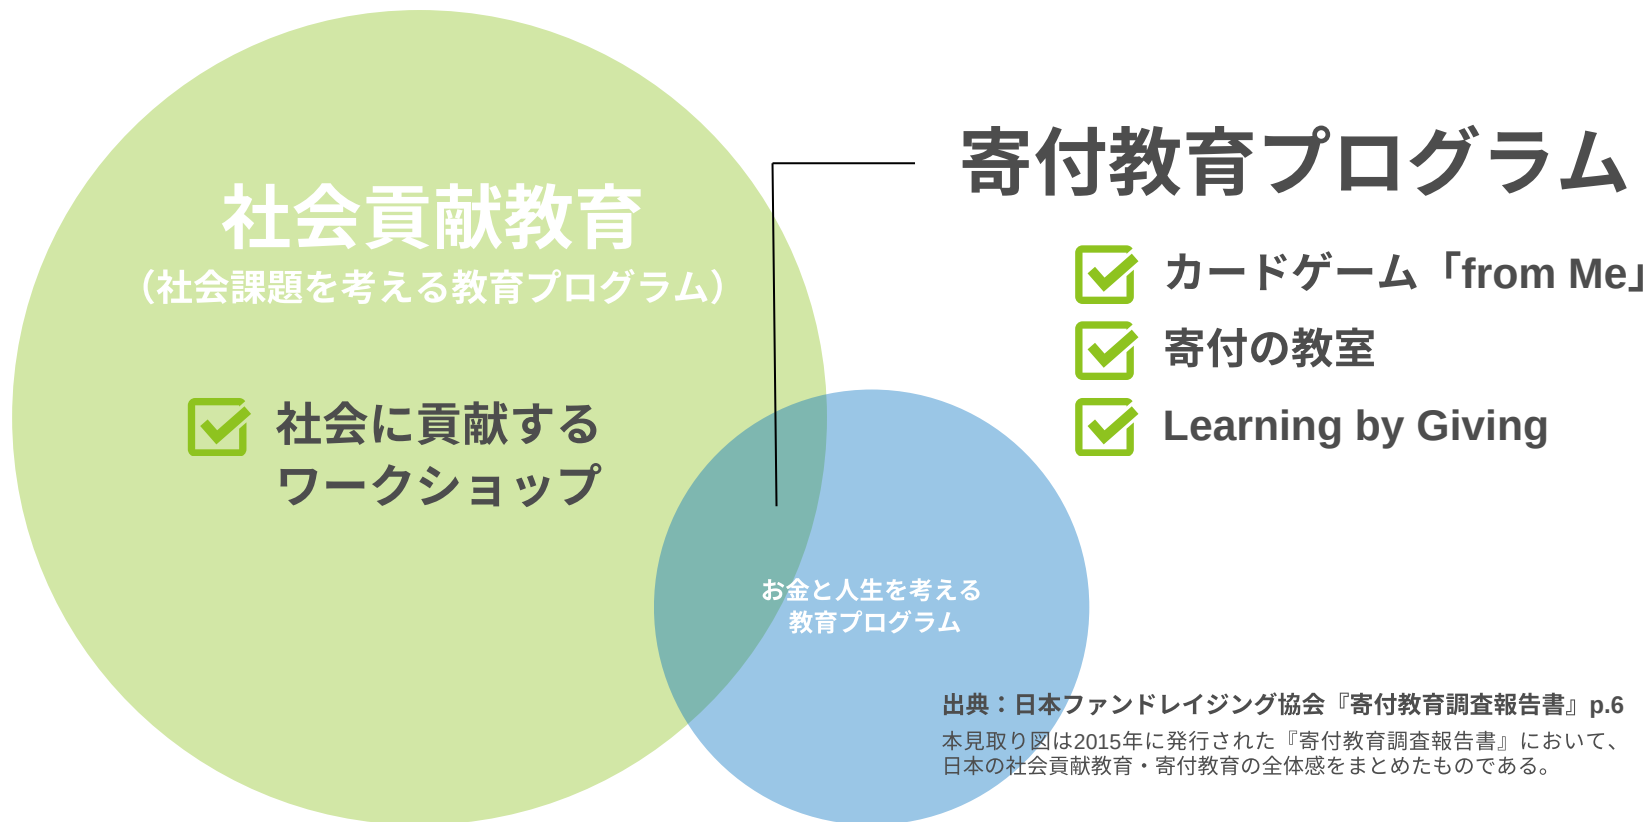 社会貢献教育
（社会課題を考える教育プログラム）
社会に貢献する
ワークショップ
寄付教育プログラム
カードゲーム「from Me」
寄付の教室
Learning by Giving
お金と人生を考える
教育プログラム
出典：日本ファンドレイジング協会『寄付教育調査報告書』p.6
本見取り図は2015年に発行された『寄付教育調査報告書』において、
日本の社会貢献教育・寄付教育の全体感をまとめたものである。